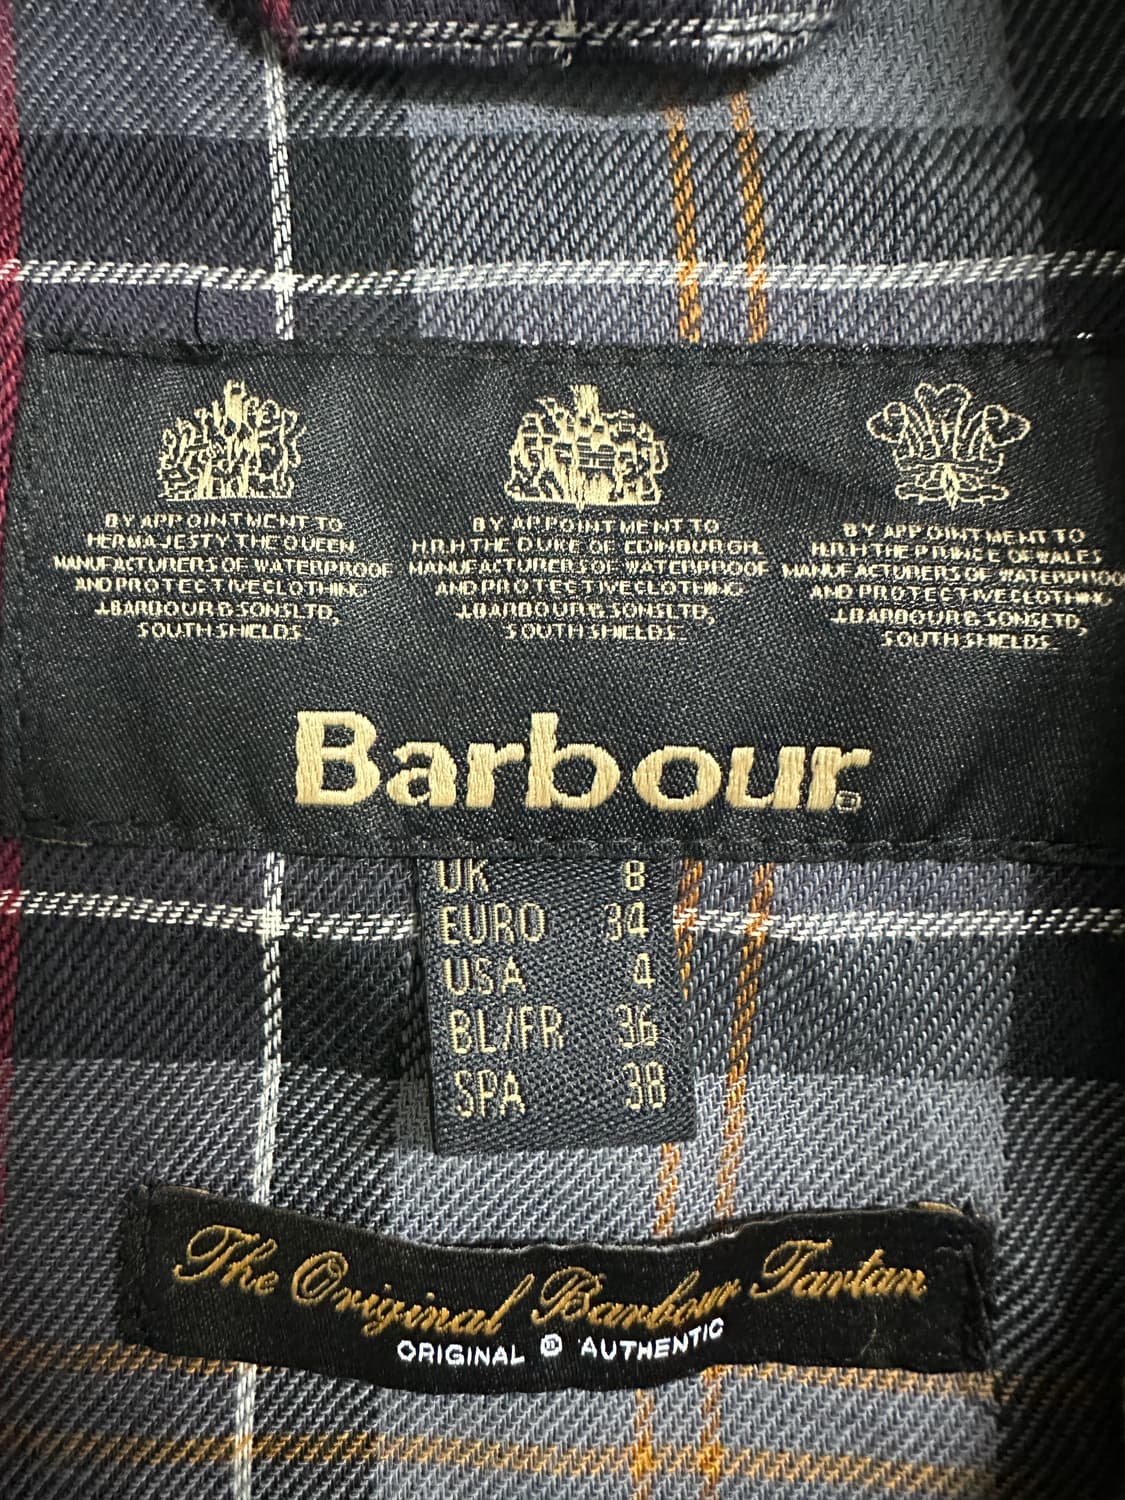 BY APPOINTMENT TO
HER MAJESTY THE QUEEN
MANUFACTURERS OF WATERPROOF
AND PROTECTIVE CLOTHING
J.BARBOUR & SONS LTD,
SOUTH SHIELDS.
BY APPOINTMENT TO
H.R.H THE DUKE OF EDINBURGH
MANUFACTURERS OF WATERPROOF
AND PROTECTIVE CLOTHING
J.BARBOUR & SONS LTD,
SOUTH SHIELDS.
BY APPOINTMENT TO
H.R.H THE PRINCE OF WALES
MANUFACTURERS OF WATERPROO
AND PROTECTIVE CLOTHING
J.BARBOUR & SONS LTD,
SOUTH SHIELDS.
Barbour®
UK 8
EURO 34
USA 4
BL/FR 36
SPA 38
The Original Barbour Tartan
ORIGINAL ® AUTHENTIC